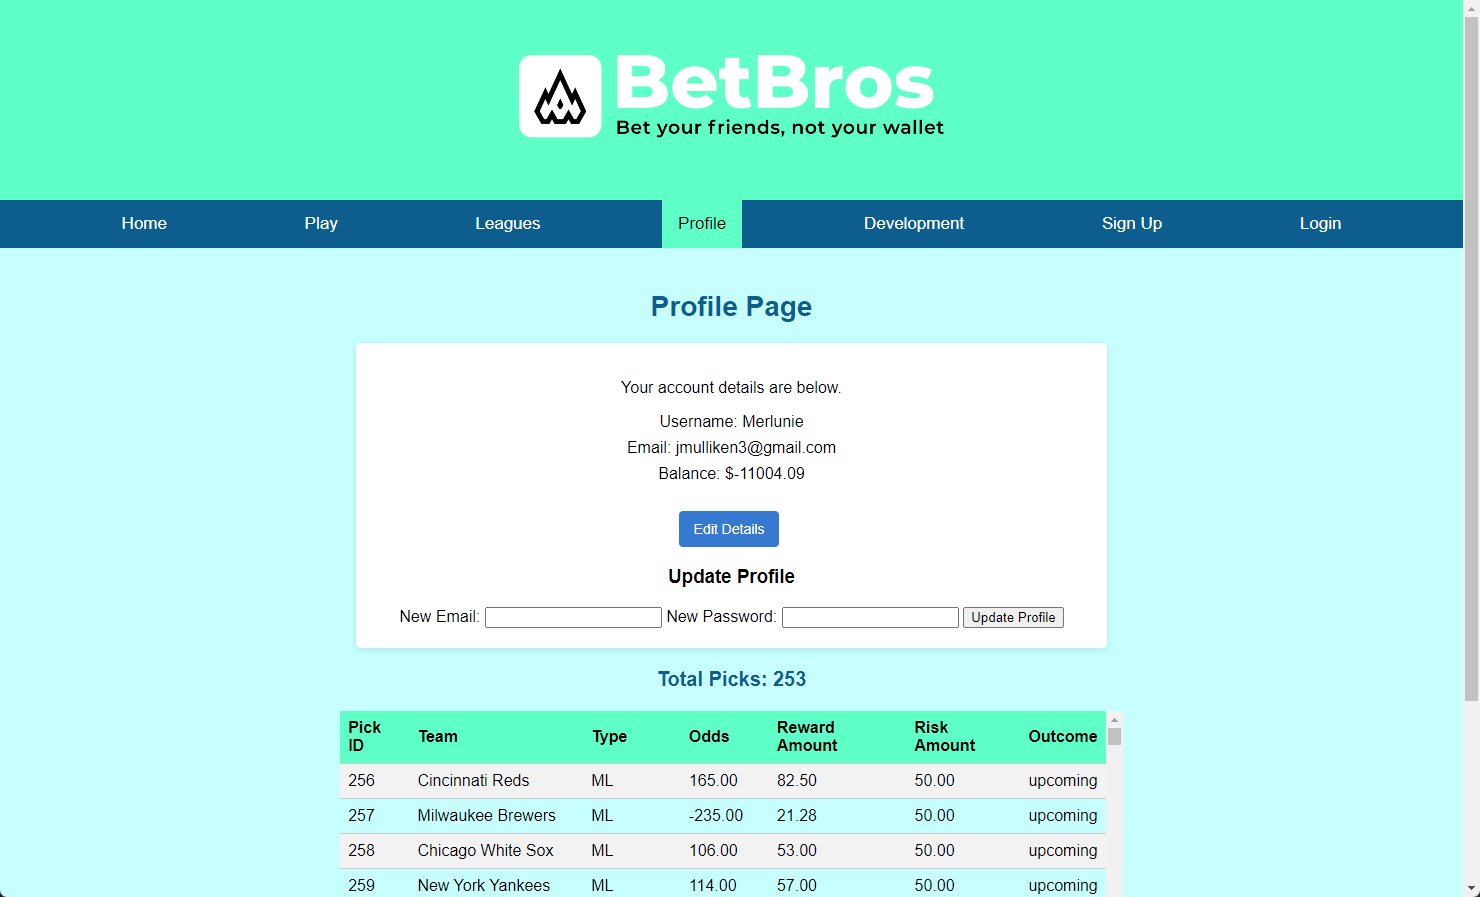 BetBros
Bet your friends, not your wallet
Home Play Leagues Profile Development Sign Up Login
Profile Page
Your account details are below.
Username: Merlunie
Email: jmulliken3@gmail.com
Balance: $-11004.09
Edit Details
Update Profile
New Email: New Password: Update Profile
Total Picks: 253
Pick ID Team Type Odds Reward Amount Risk Amount Outcome
256 Cincinnati Reds ML 165.00 82.50 50.00 upcoming
257 Milwaukee Brewers ML -235.00 21.28 50.00 upcoming
258 Chicago White Sox ML 106.00 53.00 50.00 upcoming
259 New York Yankees ML 114.00 57.00 50.00 upcoming